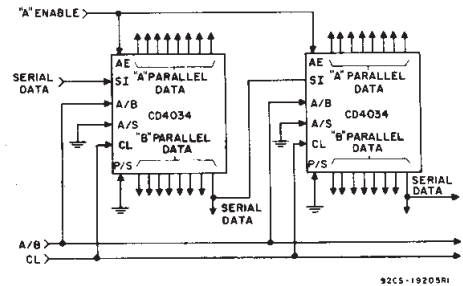 "A" ENABLE
AE
SERIAL
DATA
SI
"A" PARALLEL
DATA
A/B
CD4034
A/S
"B" PARALLEL
DATA
CL
P/S
SERIAL
DATA
AE
SI
"A" PARALLEL
DATA
A/B
CD4034
A/S
"B" PARALLEL
DATA
CL
P/S
SERIAL
DATA
A/B
CL
92CS-19205R1